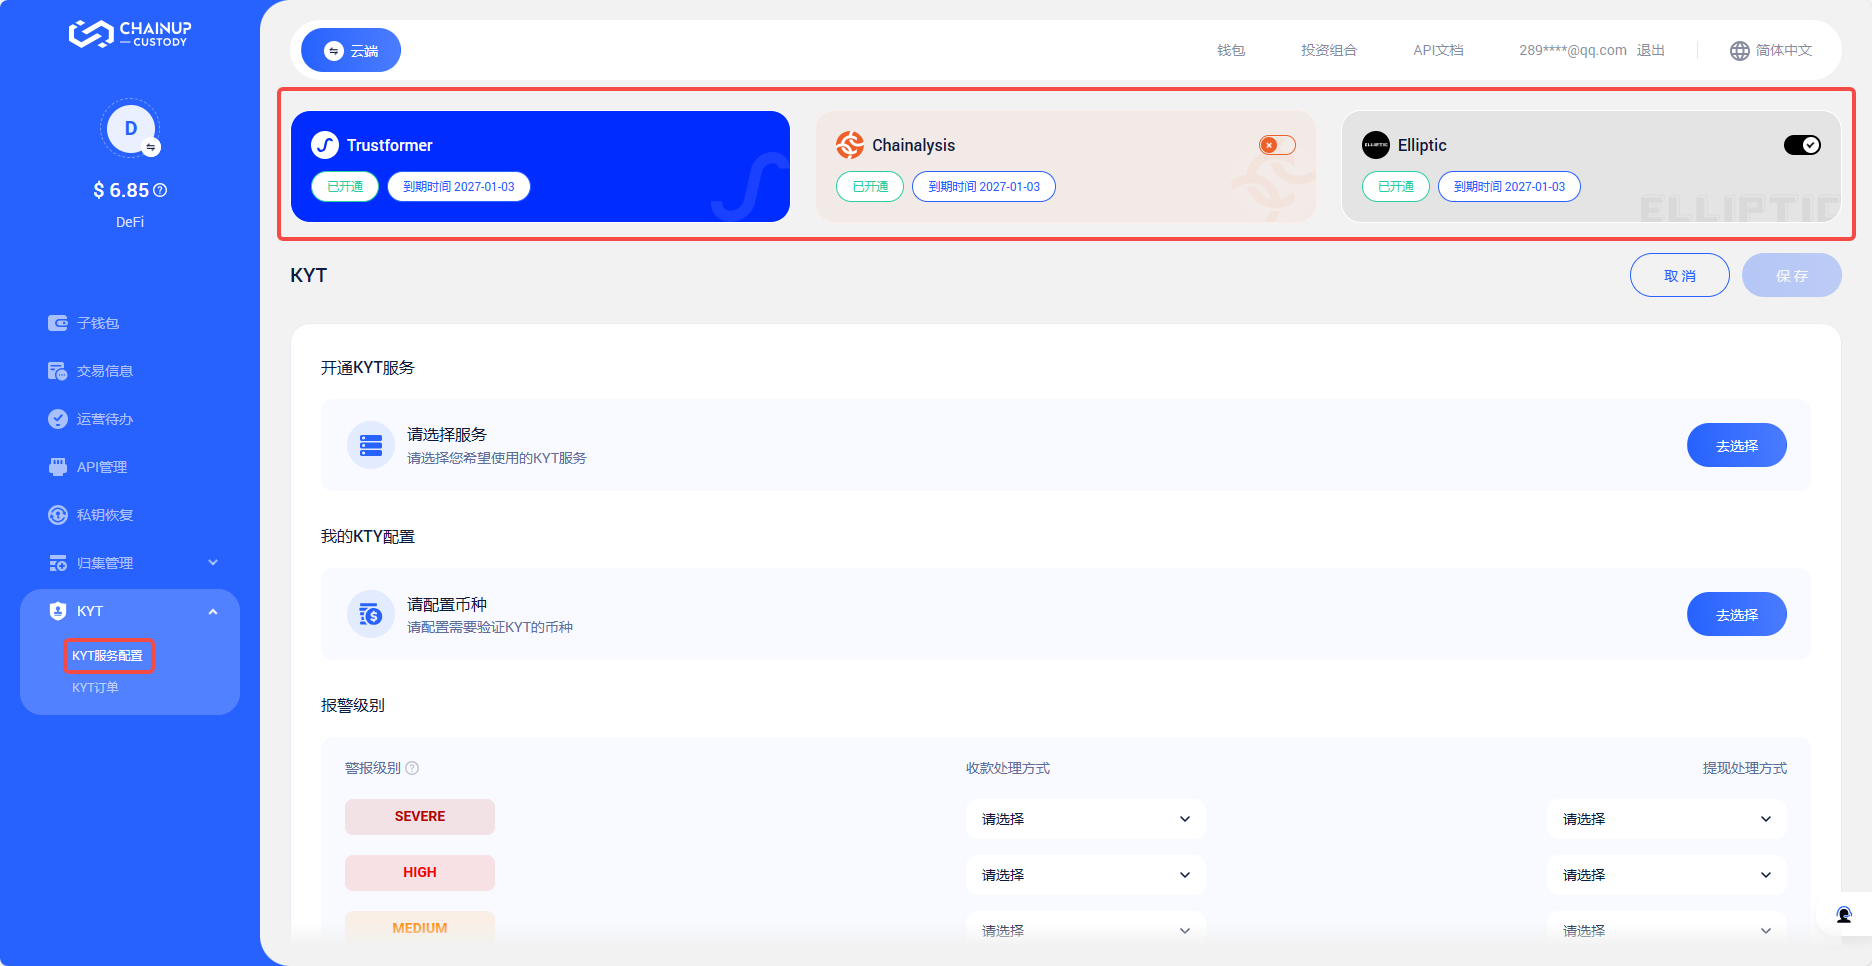 CHAINUP
CUSTODY
云端
钱包
投资组合
API文档
289****@qq.com 退出
简体中文
D
$ 6.85
DeFi
子钱包
交易信息
运营待办
API管理
私钥恢复
归集管理
KYT
KYT服务配置
KYT订单
Trustformer
已开通
到期时间 2027-01-03
Chainalysis
已开通
到期时间 2027-01-03
ELLIPTIC
Elliptic
已开通
到期时间 2027-01-03
ELLIPTIC
KYT
取 消
保 存
开通KYT服务
请选择服务
请选择您希望使用的KYT服务
去选择
我的KTY配置
请配置币种
请配置需要验证KYT的币种
去选择
报警级别
警报级别
收款处理方式
提现处理方式
SEVERE
请选择
请选择
HIGH
请选择
请选择
MEDIUM
请选择
请选择